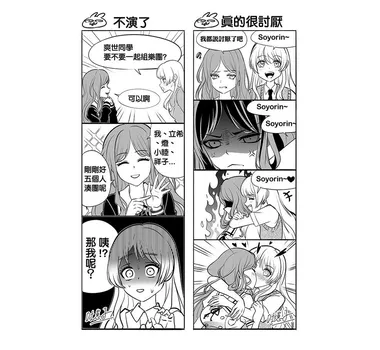 不演了
爽世同學
要不要一起組樂團?
可以啊
我、立希
、燈、
小睦、
祥子...
剛剛好
五個人
湊團呢
咦!?
那我呢?
真的很討厭
我都說討厭了吧
Soyorin~
Soyorin~
Soyorin~
Soyorin~
Soyorin~♥